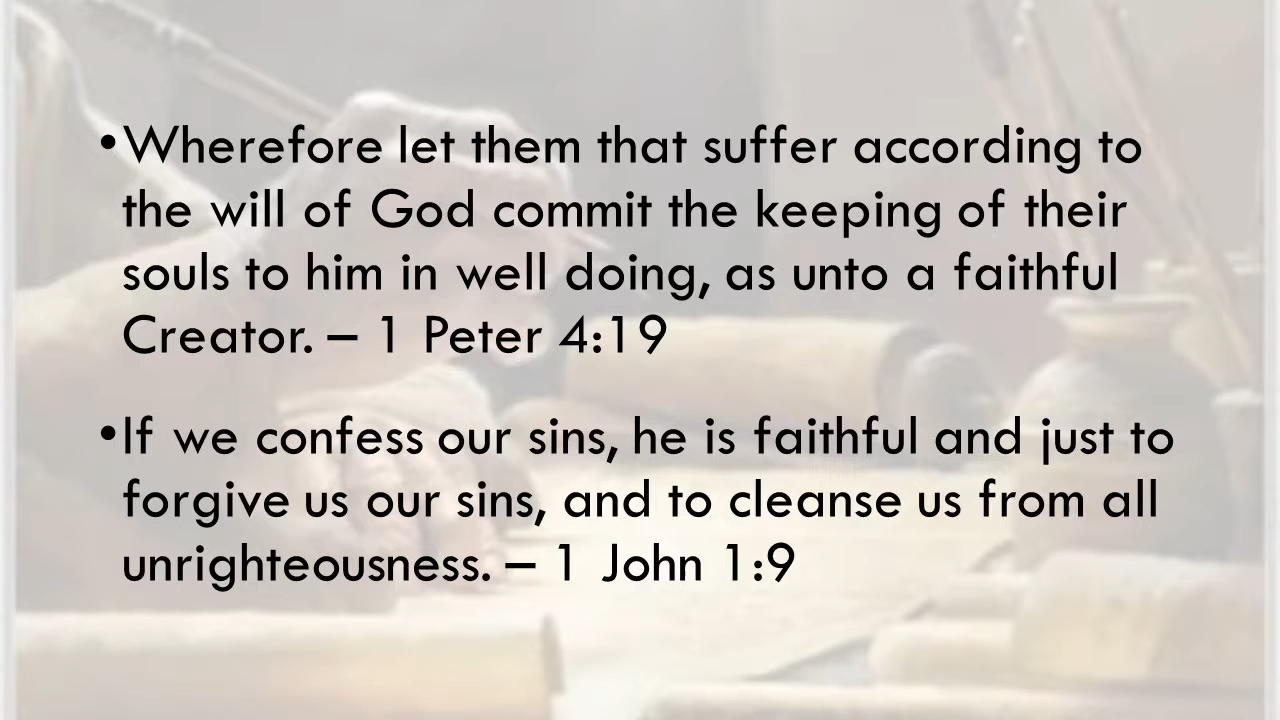 •Wherefore let them that suffer according to
the will of God commit the keeping of their
souls to him in well doing, as unto a faithful
Creator. – 1 Peter 4:19
•If we confess our sins, he is faithful and just to
forgive us our sins, and to cleanse us from all
unrighteousness. – 1 John 1:9